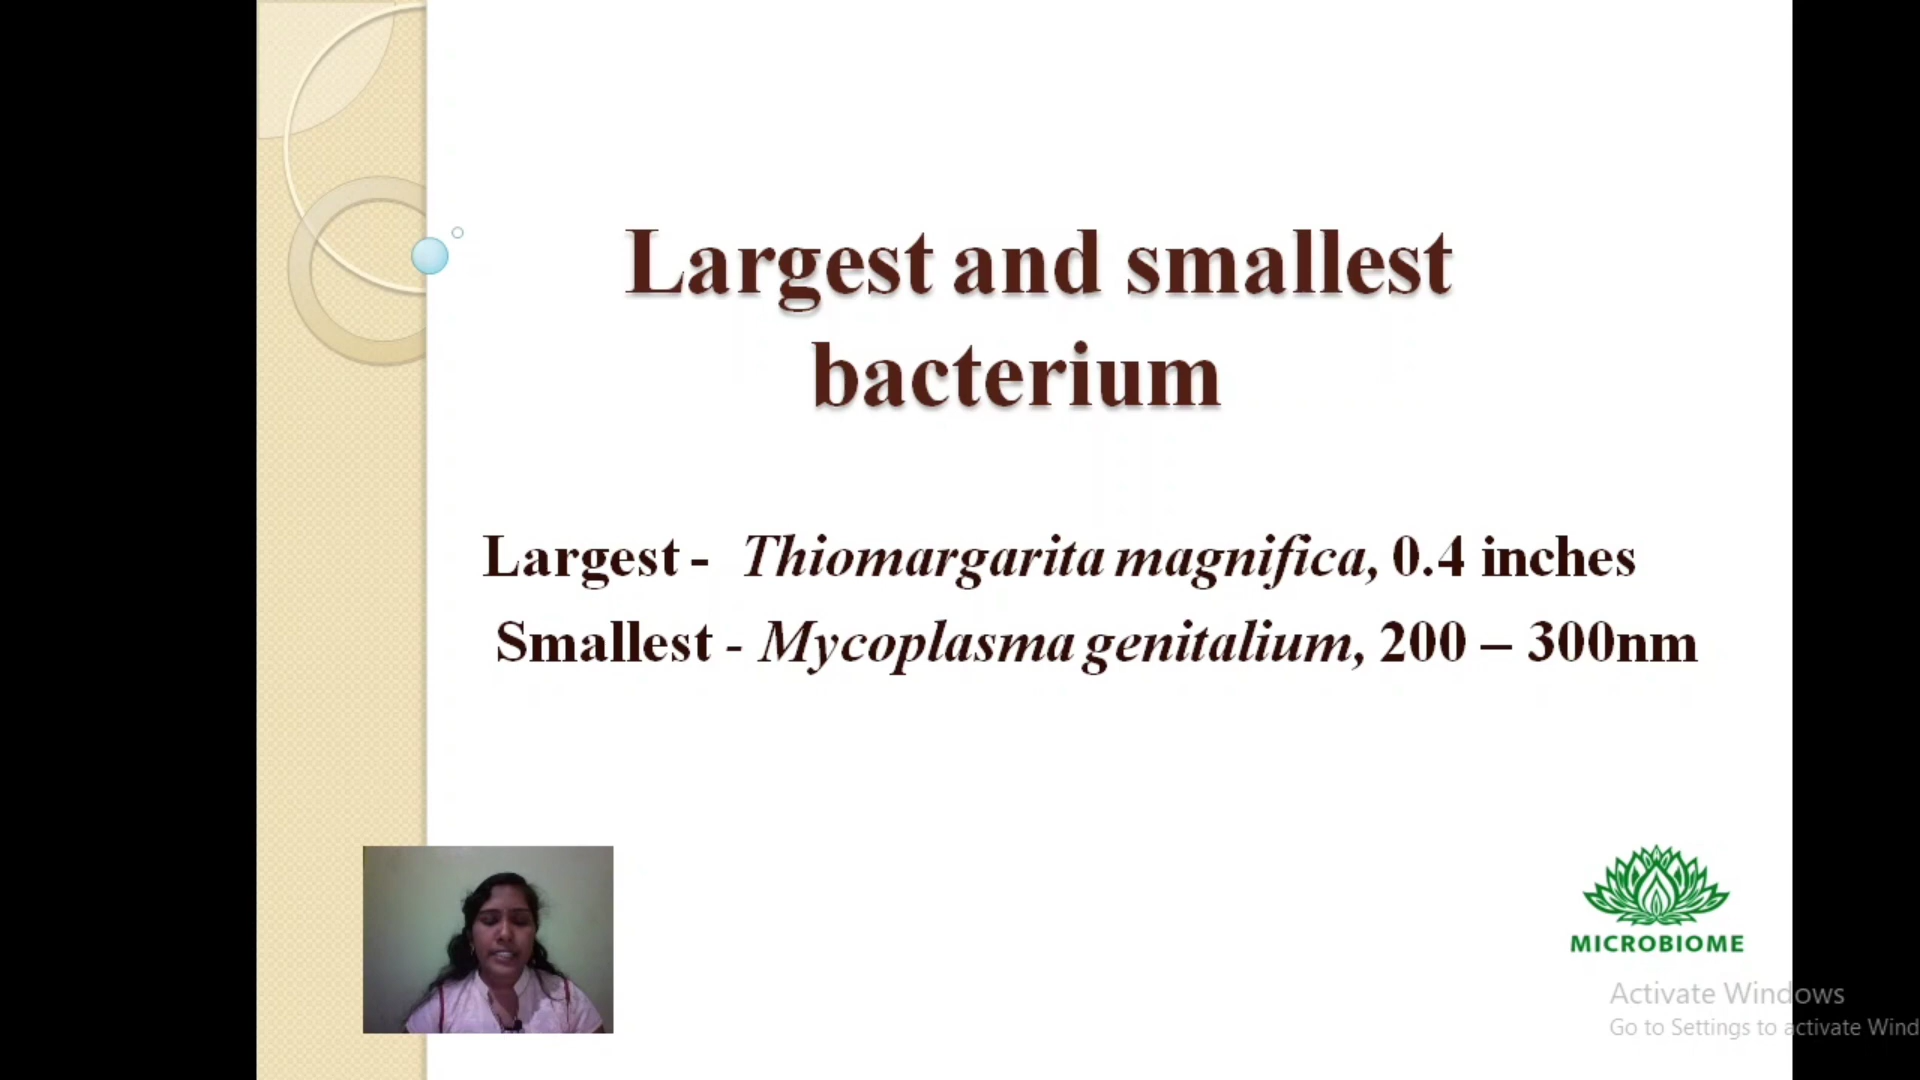 Largest and smallest
bacterium
Largest - Thiomargarita magnifica, 0.4 inches
Smallest - Mycoplasma genitalium, 200 – 300nm
MICROBIOME
Activate Windows
Go to Settings to activate Wind